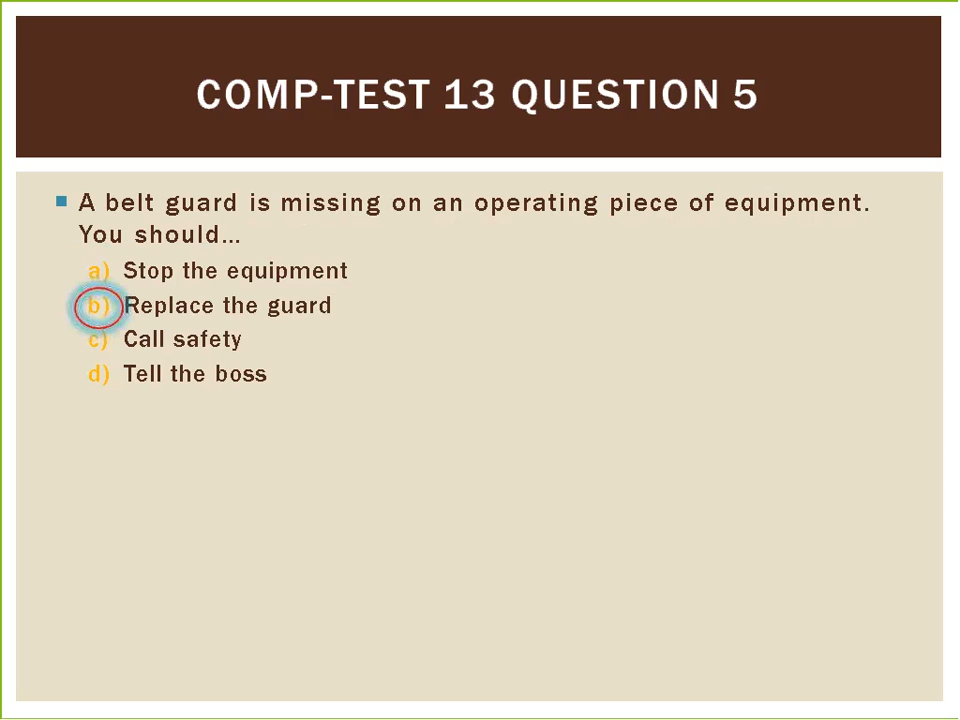 COMP-TEST 13 QUESTION 5
A belt guard is missing on an operating piece of equipment.
You should…
a) Stop the equipment
b) Replace the guard
c) Call safety
d) Tell the boss